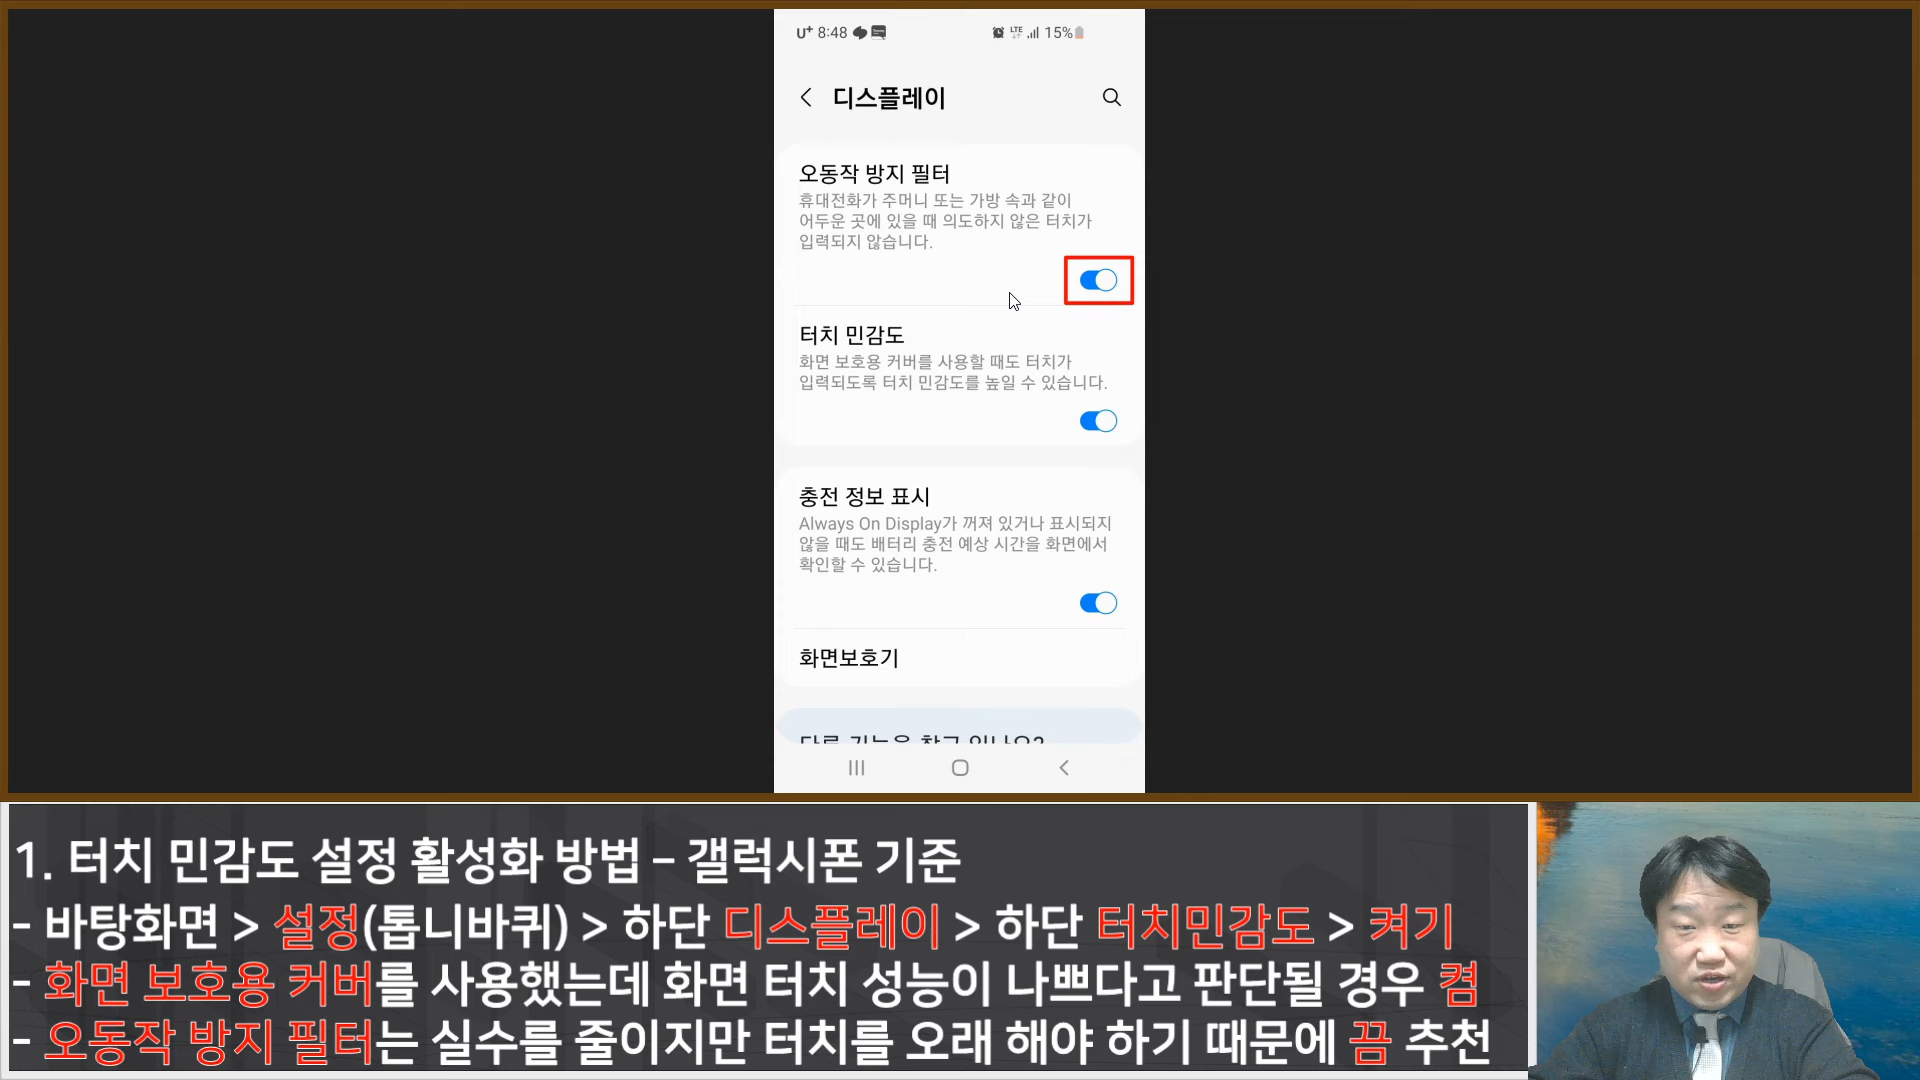 U⁺ 8:48
LTE 15%
디스플레이
오동작 방지 필터
휴대전화가 주머니 또는 가방 속과 같이
어두운 곳에 있을 때 의도하지 않은 터치가
입력되지 않습니다.
터치 민감도
화면 보호용 커버를 사용할 때도 터치가
입력되도록 터치 민감도를 높일 수 있습니다.
충전 정보 표시
Always On Display가 꺼져 있거나 표시되지
않을 때도 배터리 충전 예상 시간을 화면에서
확인할 수 있습니다.
화면보호기
다른 기능을 찾고 있나요?
1. 터치 민감도 설정 활성화 방법 – 갤럭시폰 기준
- 바탕화면 > 설정(톱니바퀴) > 하단 디스플레이 > 하단 터치민감도 > 켜기
- 화면 보호용 커버를 사용했는데 화면 터치 성능이 나쁘다고 판단될 경우 켬
- 오동작 방지 필터는 실수를 줄이지만 터치를 오래 해야 하기 때문에 끔 추천